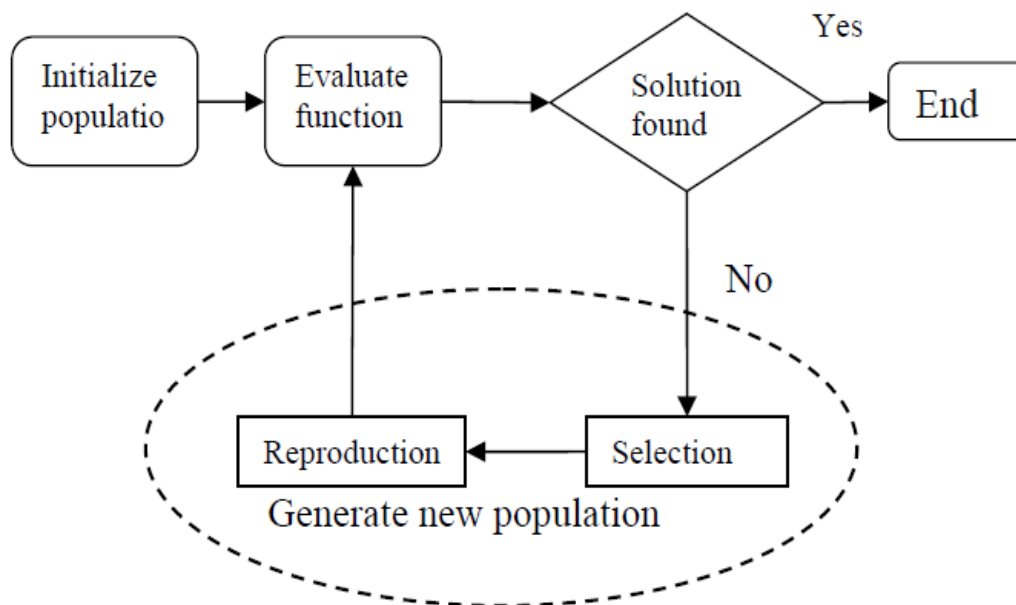 Yes
Initialize
populatio
Evaluate
function
Solution
found
End
No
Reproduction
Selection
Generate new population